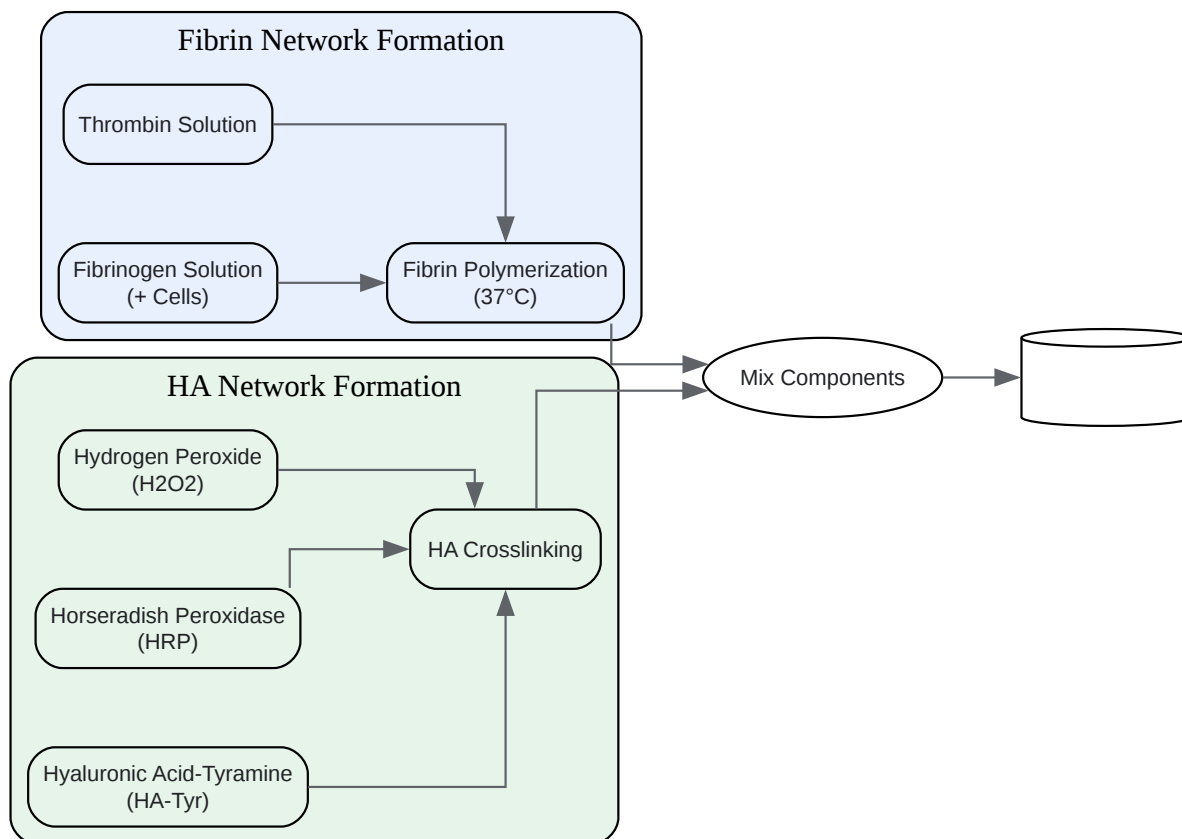 Fibrin Network Formation
Thrombin Solution
Fibrinogen Solution
(+ Cells)
Fibrin Polymerization
(37°C)
HA Network Formation
Mix Components
Hydrogen Peroxide
(H2O2)
HA Crosslinking
Horseradish Peroxidase
(HRP)
Hyaluronic Acid-Tyramine
(HA-Tyr)